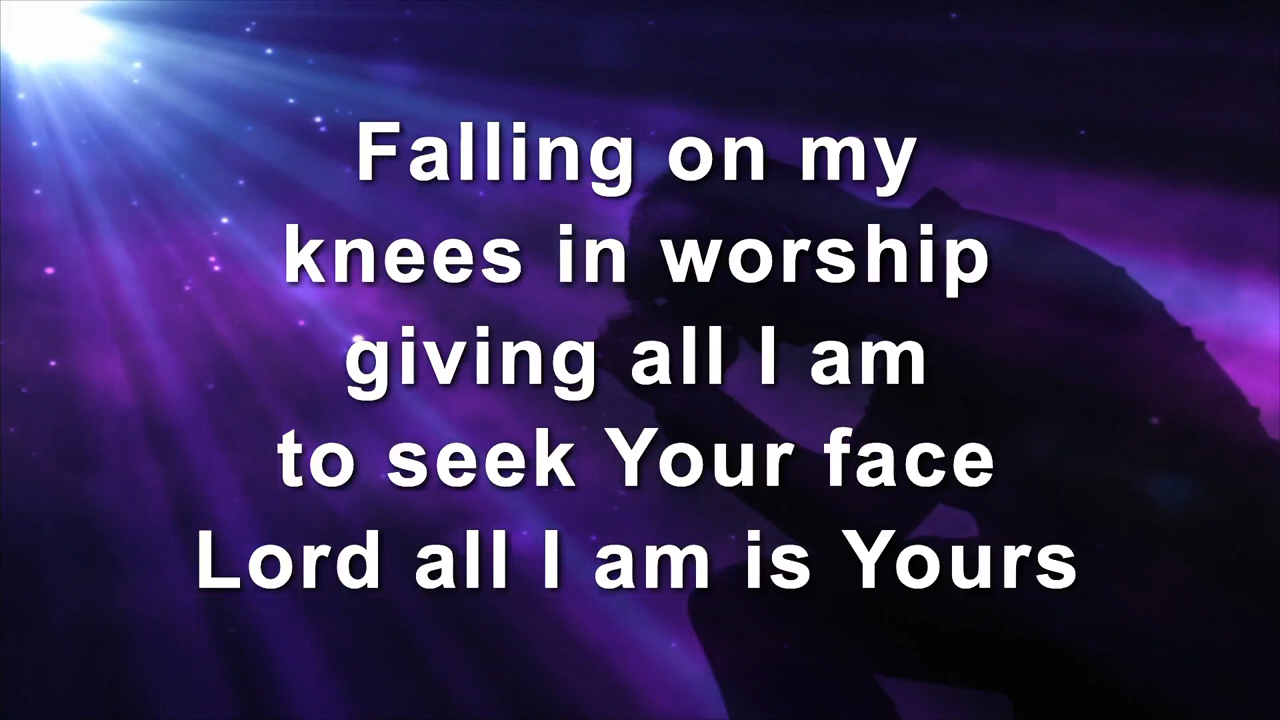 Falling on my
knees in worship
giving all I am
to seek Your face
Lord all I am is Yours